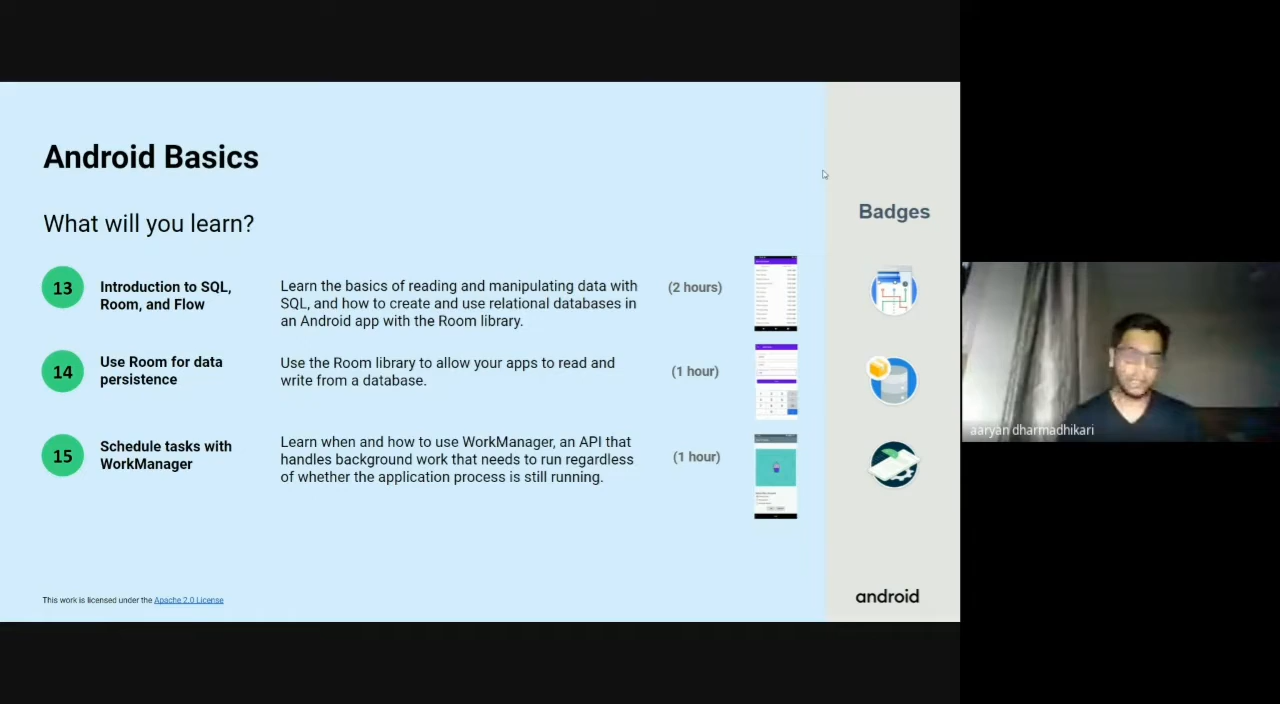 Android Basics
What will you learn?
Badges
13
Introduction to SQL,
Room, and Flow
Learn the basics of reading and manipulating data with
SQL, and how to create and use relational databases in
an Android app with the Room library.
(2 hours)
14
Use Room for data
persistence
Use the Room library to allow your apps to read and
write from a database.
(1 hour)
15
Schedule tasks with
WorkManager
Learn when and how to use WorkManager, an API that
handles background work that needs to run regardless
of whether the application process is still running.
(1 hour)
This work is licensed under the Apache 2.0 License
android
aaryan dharmadhikari